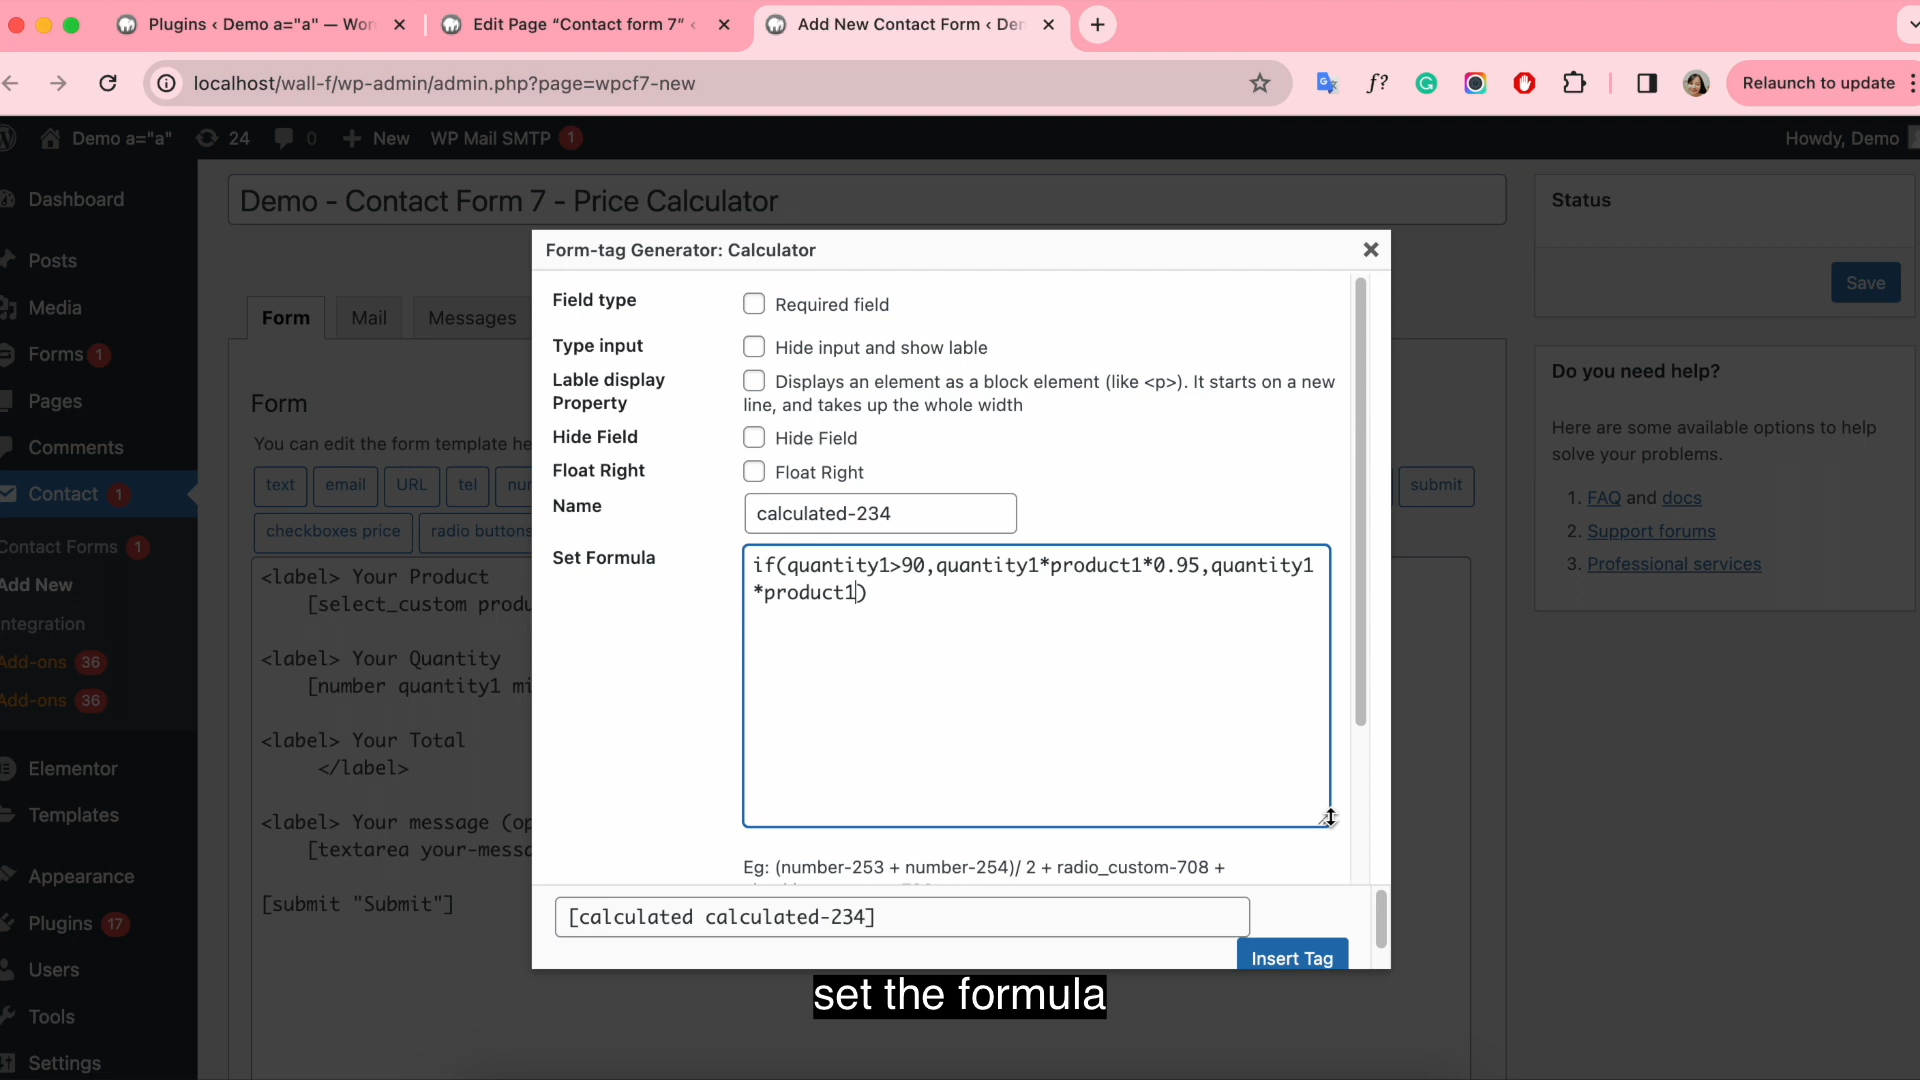 Plugins ‹ Demo a="a" — Wor
Edit Page “Contact form 7” ‹
Add New Contact Form ‹ Der
localhost/wall-f/wp-admin/admin.php?page=wpcf7-new
Relaunch to update
Demo a="a"
24
0
New
WP Mail SMTP 1
Howdy, Demo
Dashboard
Posts
Media
Forms 1
Pages
Comments
Contact 1
Contact Forms 1
Add New
ntegration
Add-ons 36
Add-ons 36
Elementor
Templates
Appearance
Plugins 17
Users
Tools
Settings
Demo - Contact Form 7 - Price Calculator
Form
Mail
Messages
Form
You can edit the form template he
text
email
URL
tel
nur
submit
checkboxes price
radio buttons
<label> Your Product
[select_custom produ
<label> Your Quantity
[number quantity1 mi
<label> Your Total
</label>
<label> Your message (op
[textarea your-messa
[submit "Submit"]
Form-tag Generator: Calculator
Field type
Required field
Type input
Hide input and show lable
Lable display
Property
Displays an element as a block element (like <p>). It starts on a new
line, and takes up the whole width
Hide Field
Hide Field
Float Right
Float Right
Name
calculated-234
Set Formula
if(quantity1>90,quantity1*product1*0.95,quantity1
*product1)
Eg: (number-253 + number-254)/ 2 + radio_custom-708 +
[calculated calculated-234]
Insert Tag
Status
Save
Do you need help?
Here are some available options to help
solve your problems.
1. FAQ and docs
2. Support forums
3. Professional services
set the formula